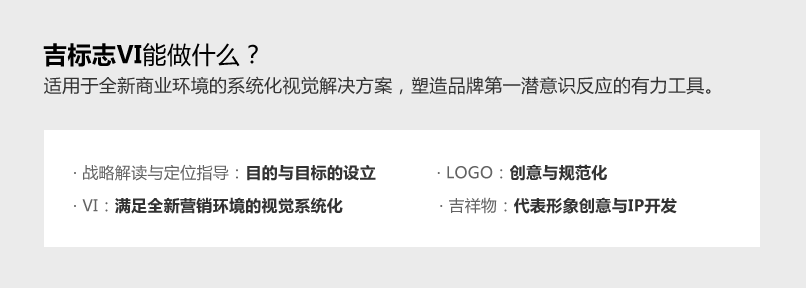 吉标志VI能做什么？
适用于全新商业环境的系统化视觉解决方案，塑造品牌第一潜意识反应的有力工具。
· 战略解读与定位指导：目的与目标的设立
· LOGO：创意与规范化
· VI：满足全新营销环境的视觉系统化
· 吉祥物：代表形象创意与IP开发